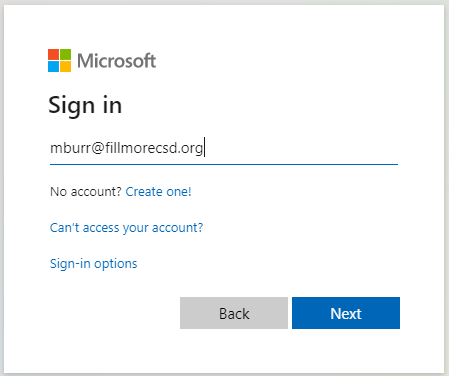 Microsoft
Sign in
mburr@fillmorecsd.org
No account? Create one!
Can't access your account?
Sign-in options
Back Next